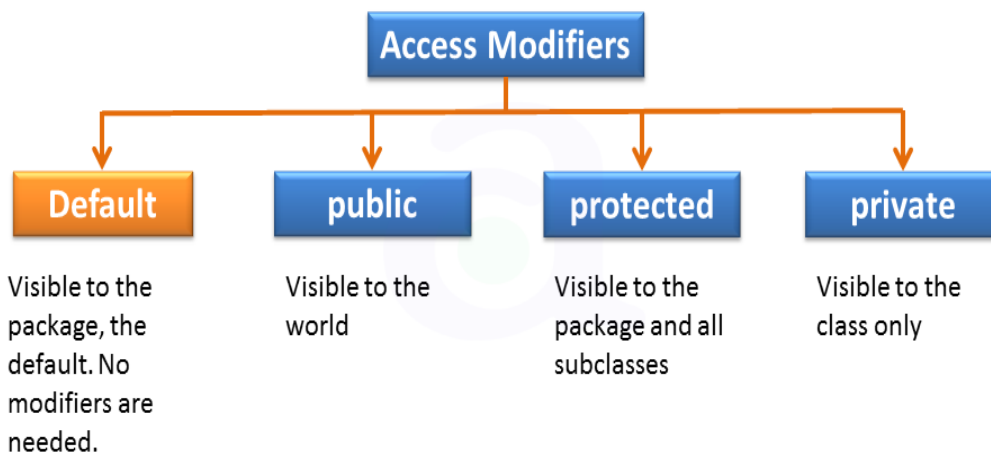 Access Modifiers
Default
public
protected
private
Visible to the
package, the
default. No
modifiers are
needed.
Visible to the
world
Visible to the
package and all
subclasses
Visible to the
class only